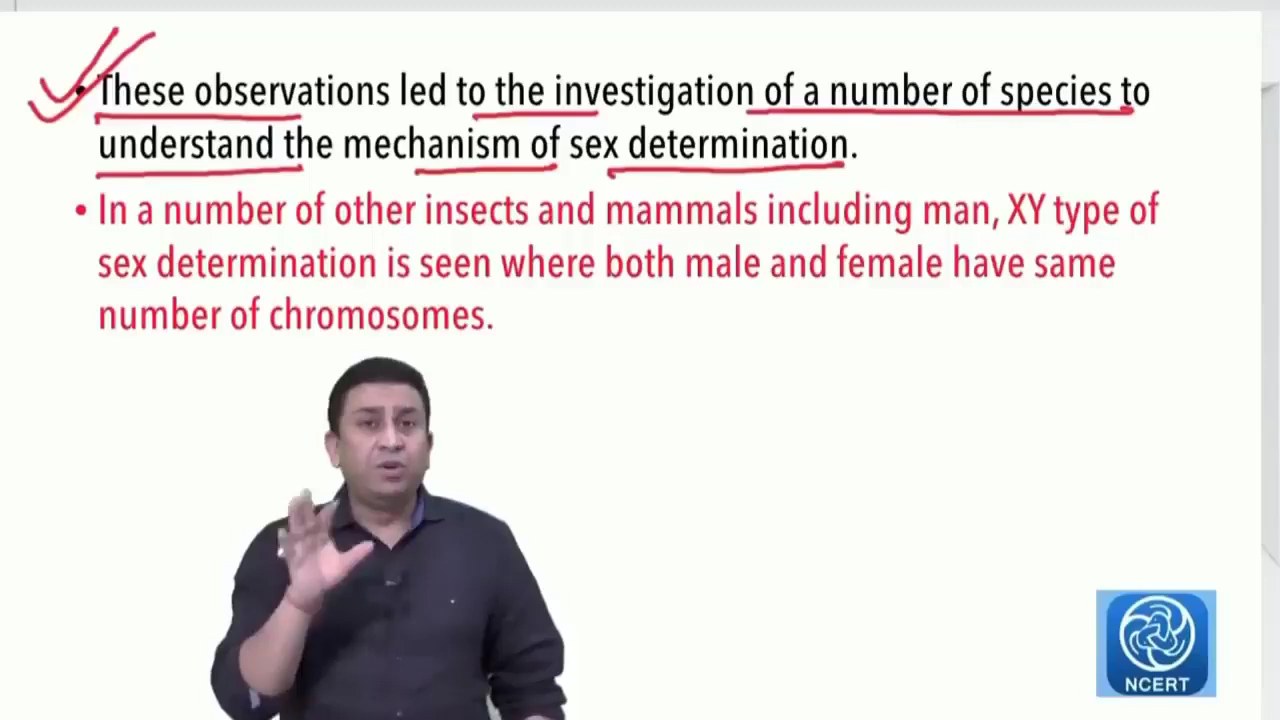 • These observations led to the investigation of a number of species to
understand the mechanism of sex determination.
• In a number of other insects and mammals including man, XY type of
sex determination is seen where both male and female have same
number of chromosomes.
NCERT